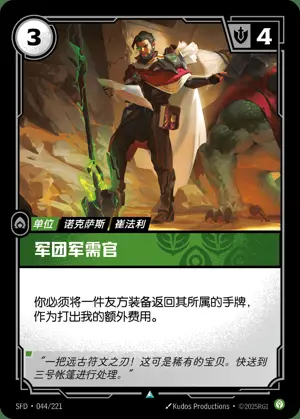 3
4
单位 诺克萨斯 崔法利
军团军需官
你必须将一件友方装备返回其所属的手牌，
作为打出我的额外费用。
"一把远古符文之刃！这可是稀有的宝贝。快送到
三号帐篷进行处理。"
SFD • 044/221 Kudos Productions • ©2025RGI